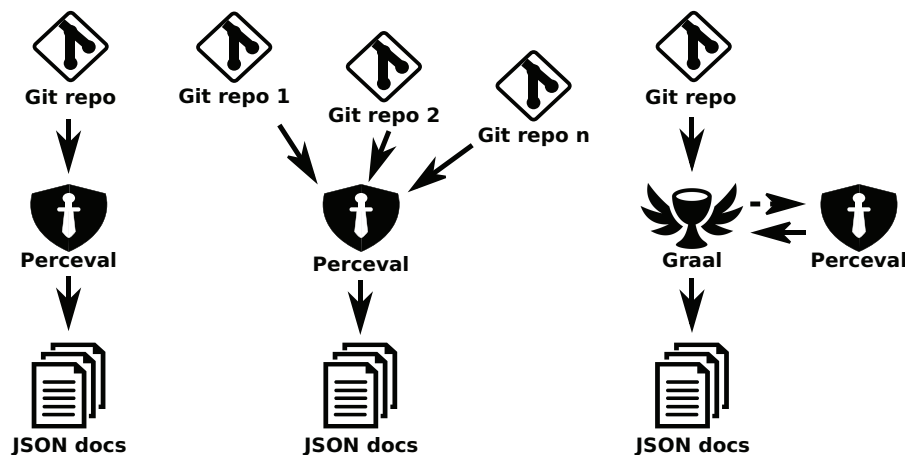 Git repo
Perceval
JSON docs
Git repo 1
Git repo 2
Git repo n
Perceval
JSON docs
Git repo
Graal
Perceval
JSON docs